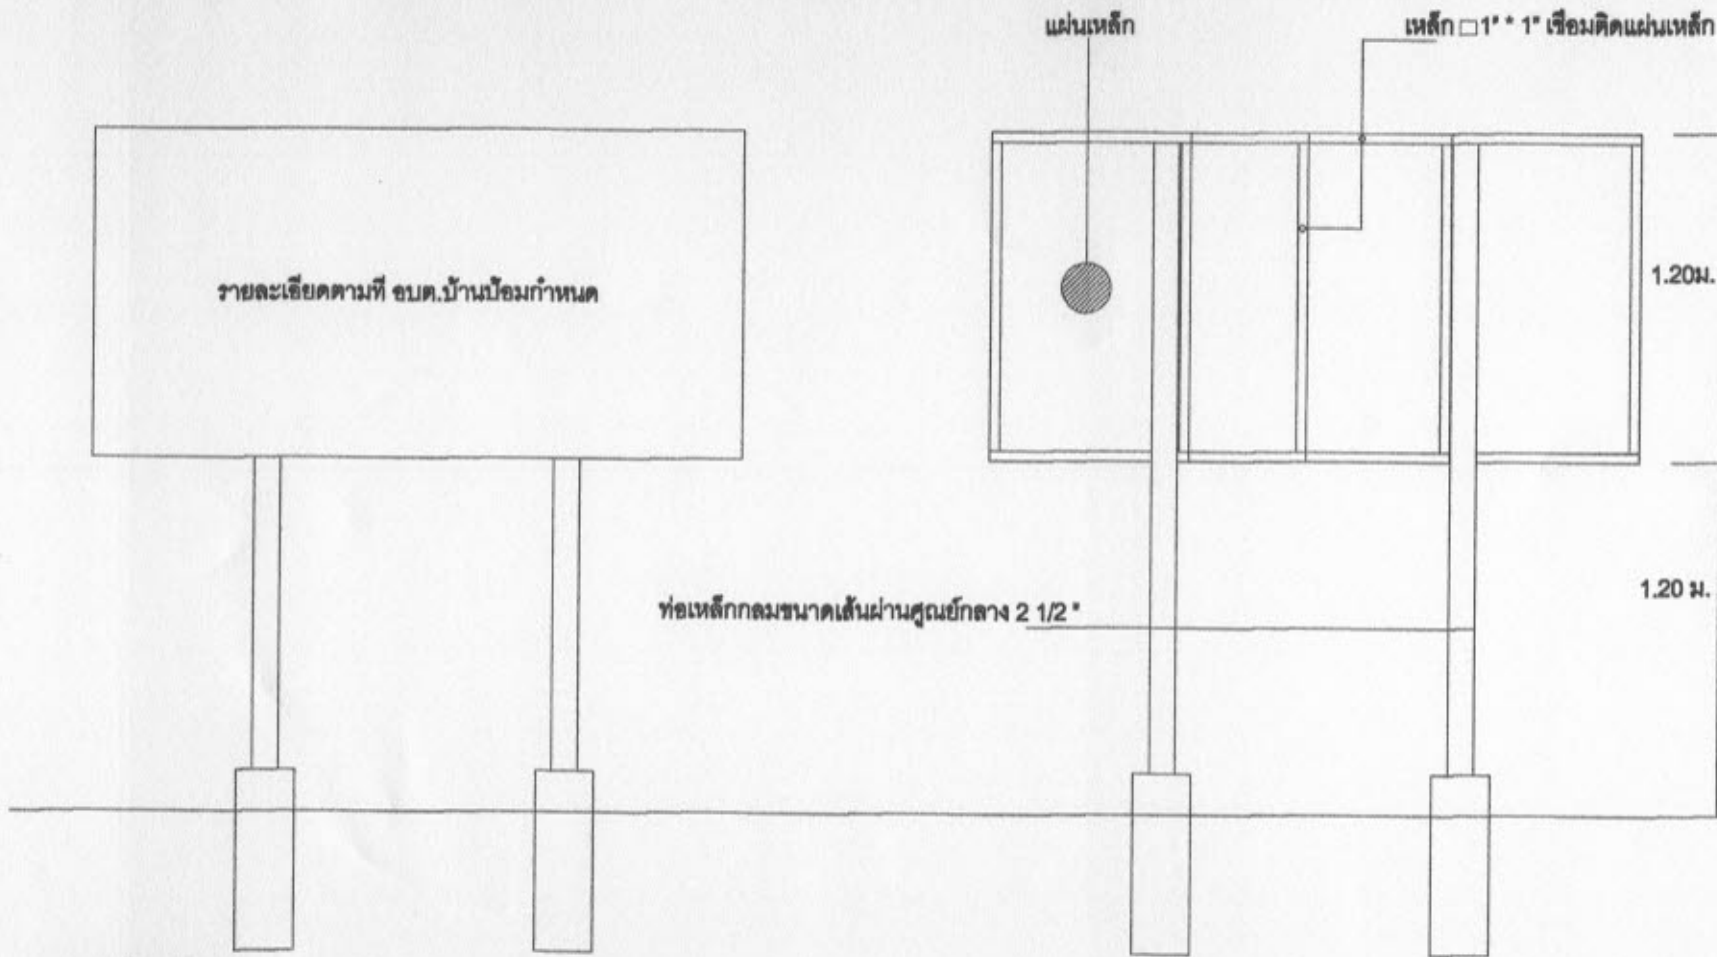 แผ่นเหล็ก
เหล็ก □ 1" * 1" เชื่อมติดแผ่นเหล็ก
รายละเอียดตามที่ อบต.บ้านป้อมกำหนด
1.20ม.
1.20 ม.
ท่อเหล็กกลมขนาดเส้นผ่านศูณย์กลาง 2 1/2 "